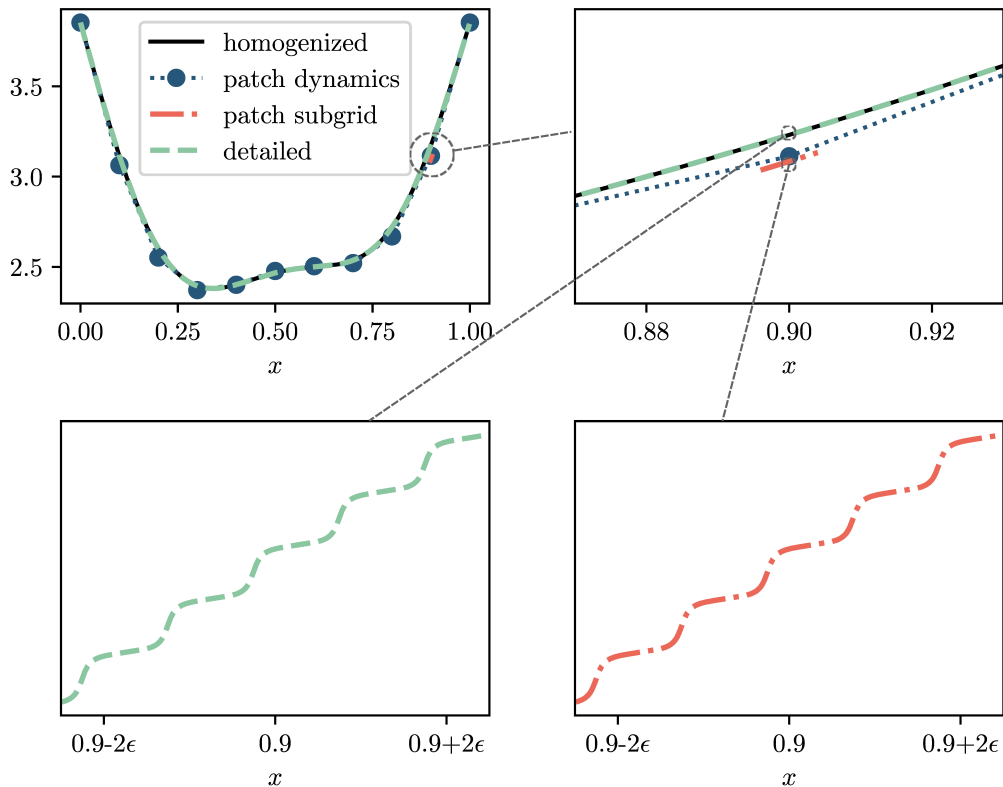 homogenized
patch dynamics
patch subgrid
detailed
3.5
3.0
2.5
0.00 0.25 0.50 0.75 1.00
x
0.88 0.90 0.92
x
0.9-2ϵ 0.9 0.9+2ϵ
x
0.9-2ϵ 0.9 0.9+2ϵ
x